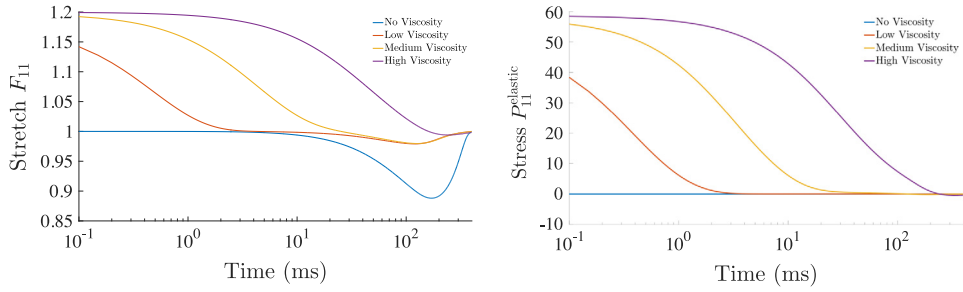 1.2
1.15
1.1
1.05
1
0.95
0.9
0.85
Stretch F₁₁
No Viscosity
Low Viscosity
Medium Viscosity
High Viscosity
10⁻¹ 10⁰ 10¹ 10²
Time (ms)
60
50
40
30
20
10
0
-10
Stress P₁₁ᵉˡᵃˢᵗⁱᶜ
No Viscosity
Low Viscosity
Medium Viscosity
High Viscosity
10⁻¹ 10⁰ 10¹ 10²
Time (ms)